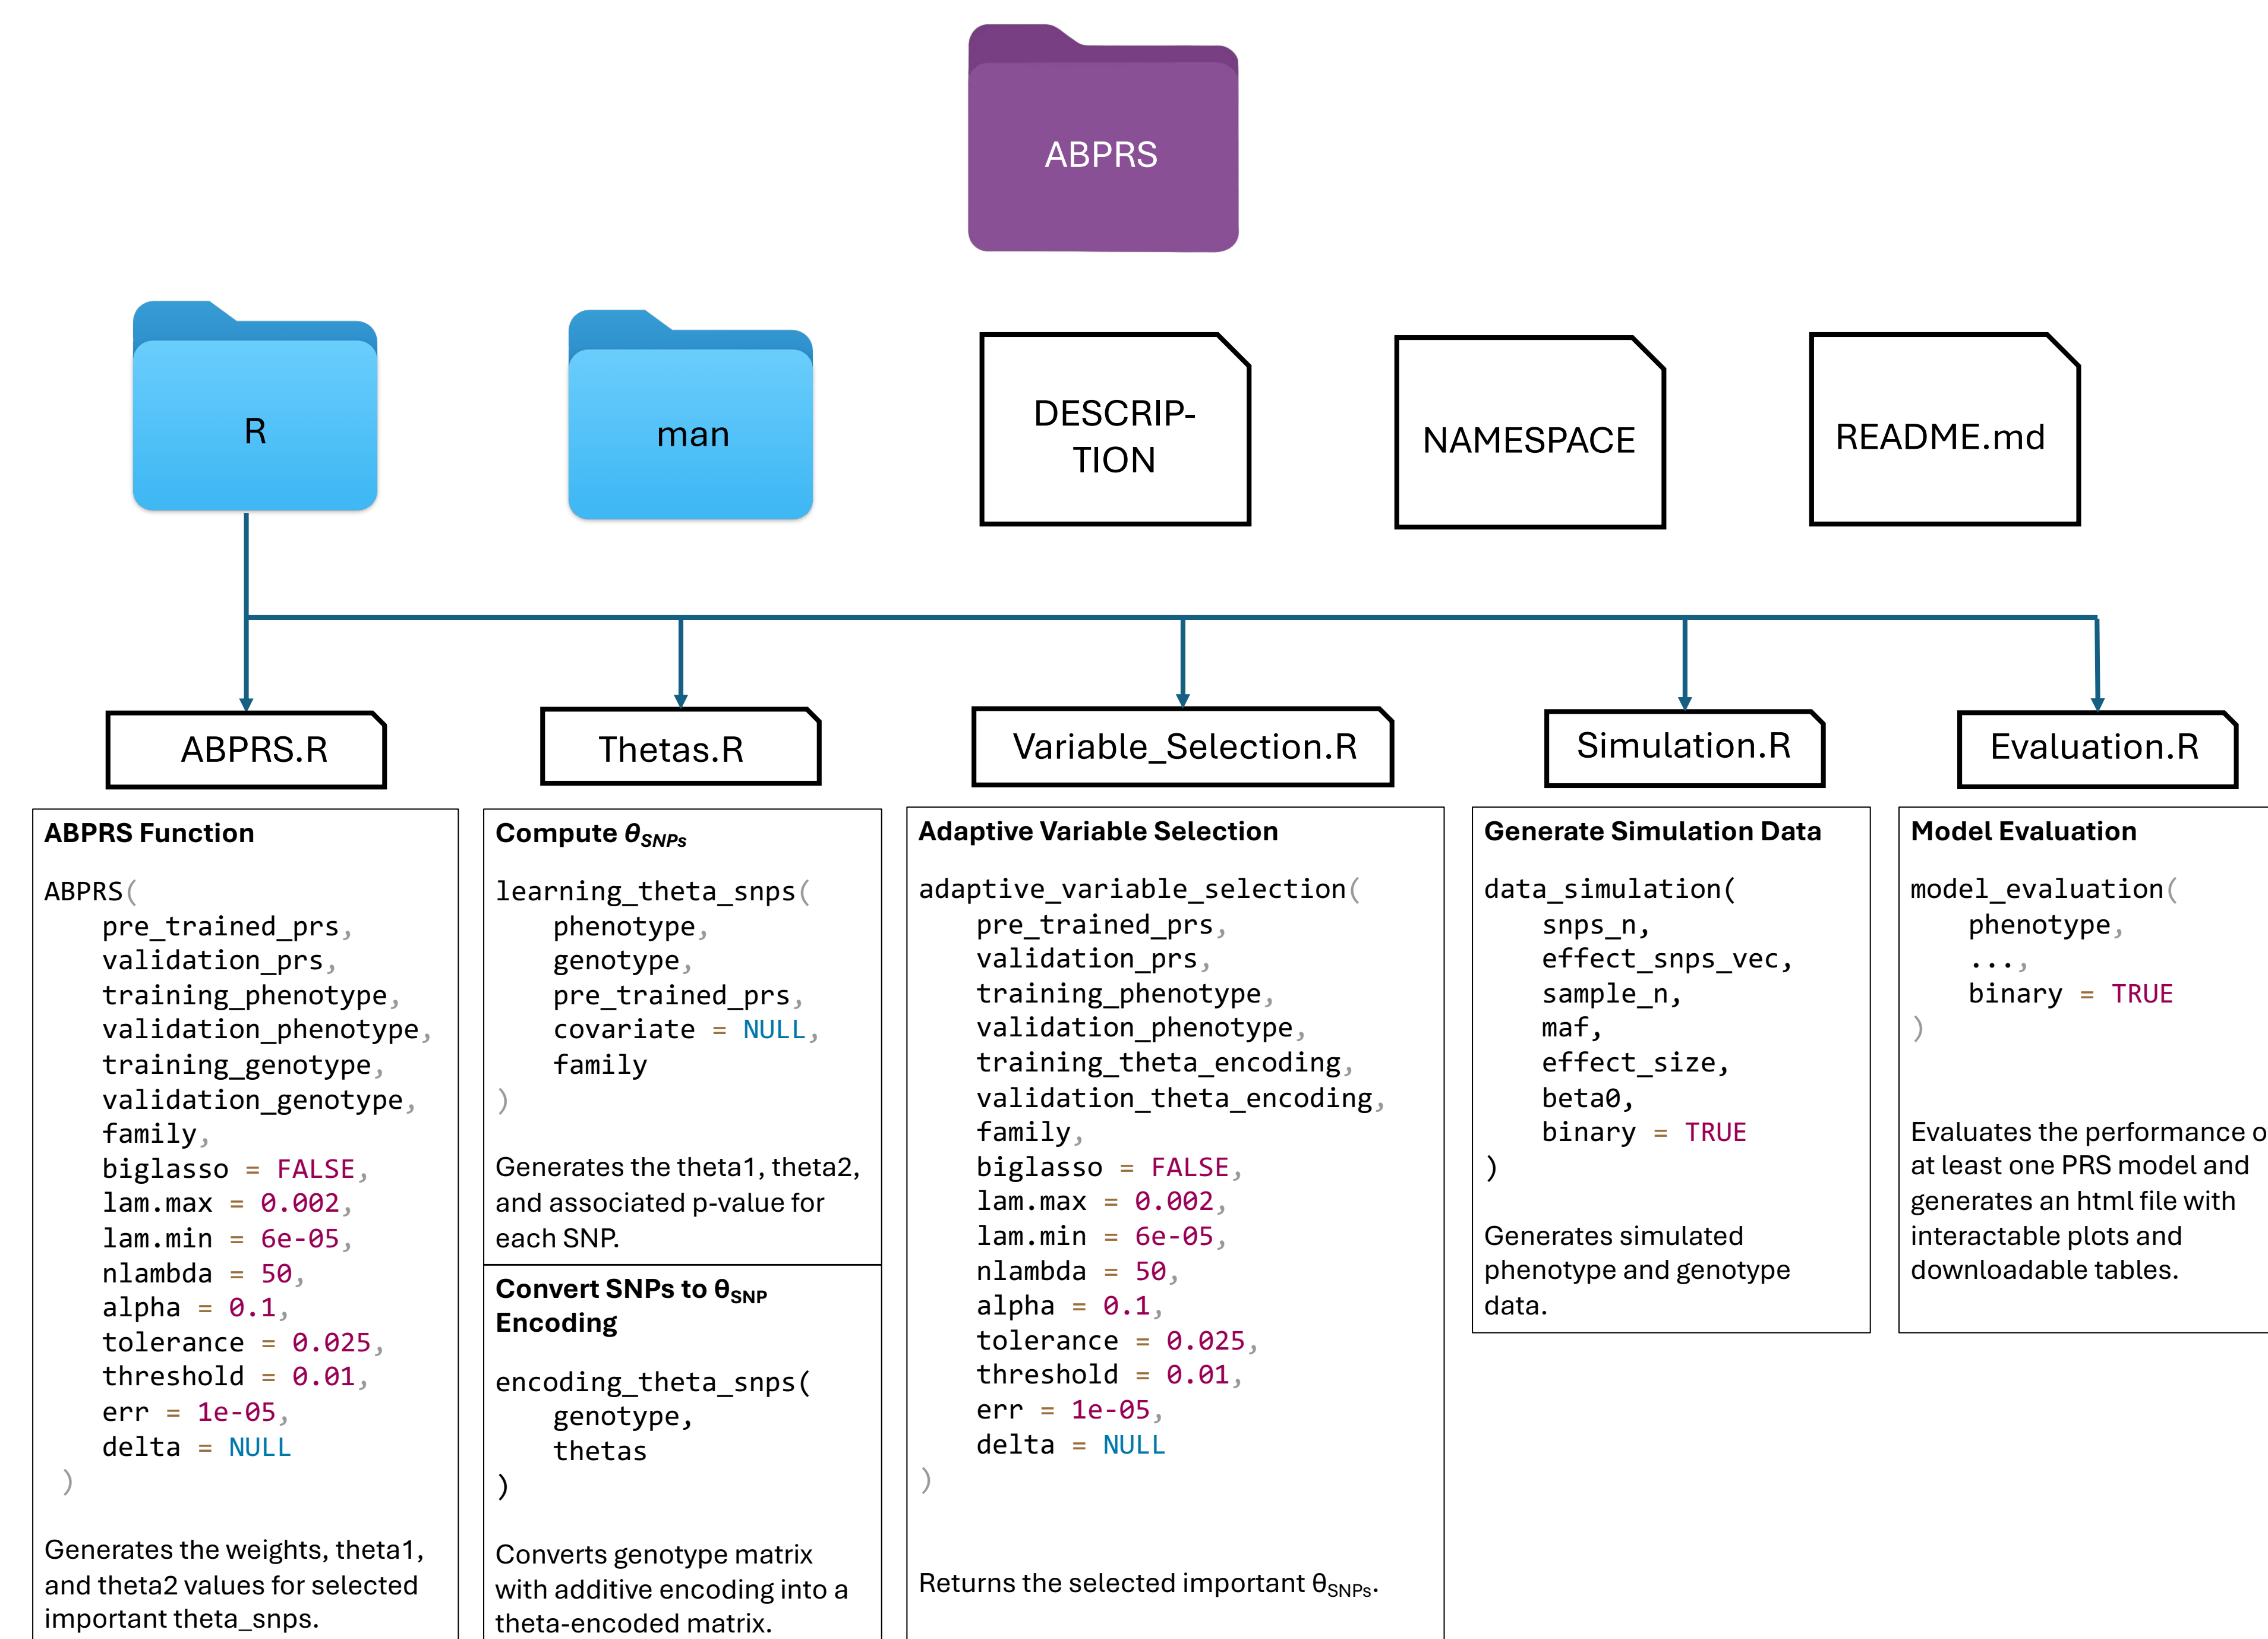 ABPRS
R
man
DESCRIP-
TION
NAMESPACE
README.md
ABPRS.R
Thetas.R
Variable_Selection.R
Simulation.R
Evaluation.R
ABPRS Function
ABPRS(
pre_trained_prs,
validation_prs,
training_phenotype,
validation_phenotype,
training_genotype,
validation_genotype,
family,
biglasso = FALSE,
lam.max = 0.002,
lam.min = 6e-05,
nlambda = 50,
alpha = 0.1,
tolerance = 0.025,
threshold = 0.01,
err = 1e-05,
delta = NULL
)
Generates the weights, theta1,
and theta2 values for selected
important theta_snps.
Compute θSNPs
learning_theta_snps(
phenotype,
genotype,
pre_trained_prs,
covariate = NULL,
family
)
Generates the theta1, theta2,
and associated p-value for
each SNP.
Convert SNPs to θSNP
Encoding
encoding_theta_snps(
genotype,
thetas
)
Converts genotype matrix
with additive encoding into a
theta-encoded matrix.
Adaptive Variable Selection
adaptive_variable_selection(
pre_trained_prs,
validation_prs,
training_phenotype,
validation_phenotype,
training_theta_encoding,
validation_theta_encoding,
family,
biglasso = FALSE,
lam.max = 0.002,
lam.min = 6e-05,
nlambda = 50,
alpha = 0.1,
tolerance = 0.025,
threshold = 0.01,
err = 1e-05,
delta = NULL
)
Returns the selected important θSNPs.
Generate Simulation Data
data_simulation(
snps_n,
effect_snps_vec,
sample_n,
maf,
effect_size,
beta0,
binary = TRUE
)
Generates simulated
phenotype and genotype
data.
Model Evaluation
model_evaluation(
phenotype,
...,
binary = TRUE
)
Evaluates the performance
at least one PRS model and
generates an html file with
interactable plots and
downloadable tables.